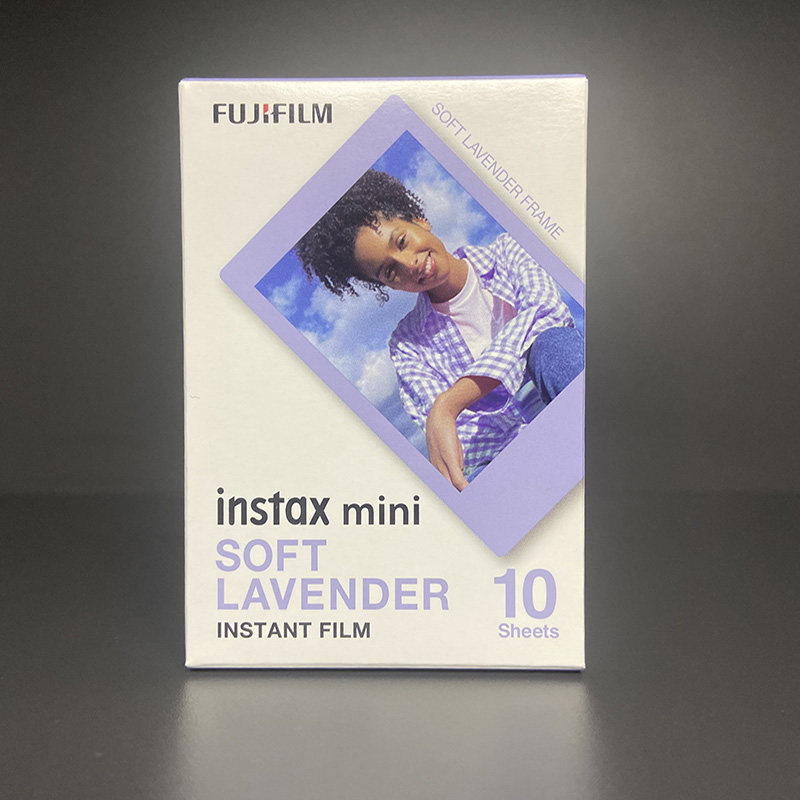 FUJIFILM
SOFT LAVENDER FRAME
instax mini
SOFT
LAVENDER
INSTANT FILM
10
Sheets